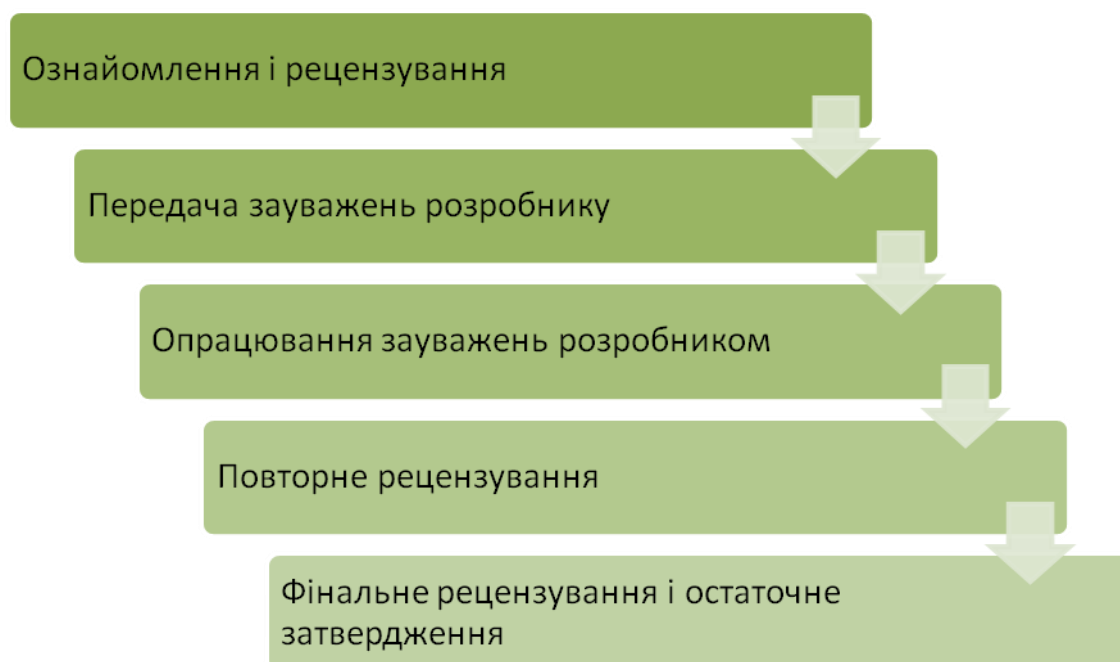 Ознайомлення і рецензування
Передача зауважень розробнику
Опрацювання зауважень розробником
Повторне рецензування
Фінальне рецензування і остаточне
затвердження